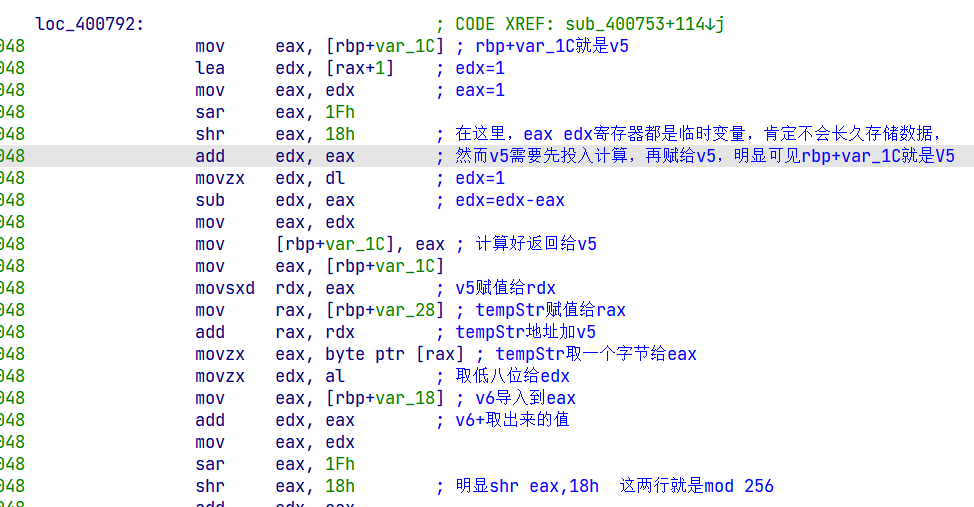 loc_400792: ; CODE XREF: sub_400753+114↓j
048 mov eax, [rbp+var_1C] ; rbp+var_1C就是v5
048 lea edx, [rax+1] ; edx=1
048 mov eax, edx ; eax=1
048 sar eax, 1Fh
048 shr eax, 18h ; 在这里，eax edx寄存器都是临时变量，肯定不会长久存储数据，
048 add edx, eax ; 然而v5需要先投入计算，再赋给v5，明显可见rbp+var_1C就是V5
048 movzx edx, dl ; edx=1
048 sub edx, eax ; edx=edx-eax
048 mov eax, edx
048 mov [rbp+var_1C], eax ; 计算好返回给v5
048 mov eax, [rbp+var_1C]
048 movsxd rdx, eax ; v5赋值给rdx
048 mov rax, [rbp+var_28] ; tempStr赋值给rax
048 add rax, rdx ; tempStr地址加v5
048 movzx eax, byte ptr [rax] ; tempStr取一个字节给eax
048 movzx edx, al ; 取低八位给edx
048 mov eax, [rbp+var_18] ; v6导入到eax
048 add edx, eax ; v6+取出来的值
048 mov eax, edx
048 sar eax, 1Fh
048 shr eax, 18h ; 明显shr eax,18h 这两行就是mod 256
048 add edx, eax